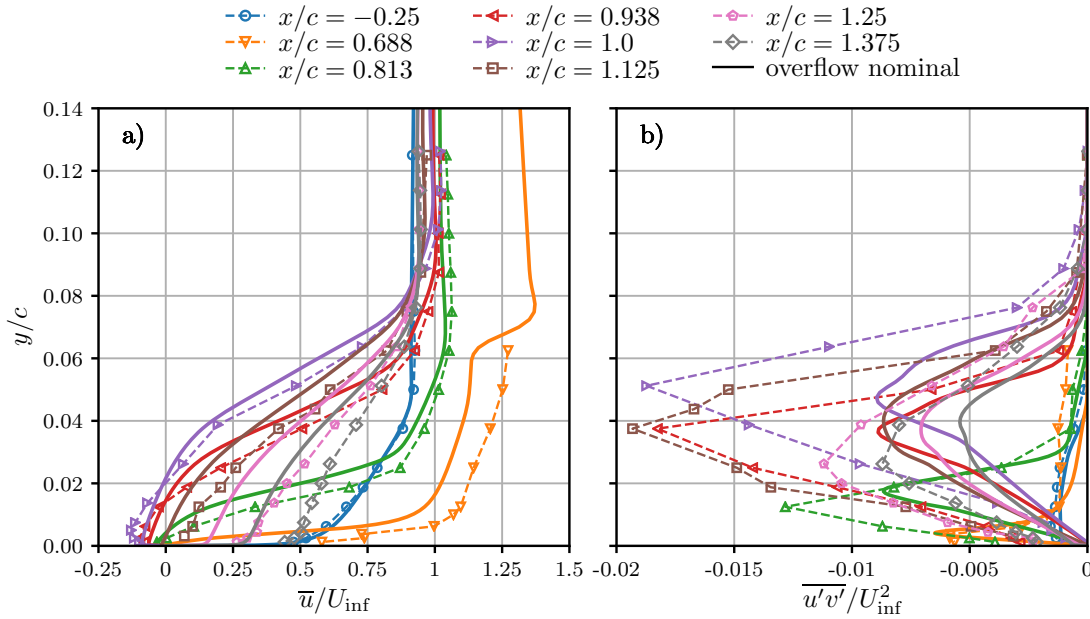 x/c = −0.25 x/c = 0.938 x/c = 1.25
x/c = 0.688 x/c = 1.0 x/c = 1.375
x/c = 0.813 x/c = 1.125 overflow nominal
a) b)
0.14
0.12
0.10
0.08
0.06
0.04
0.02
0.00
y/c
-0.25 0 0.25 0.5 0.75 1 1.25 1.5 -0.02 -0.015 -0.01 -0.005 0
u̅/U_inf u′v′̅/U²_inf